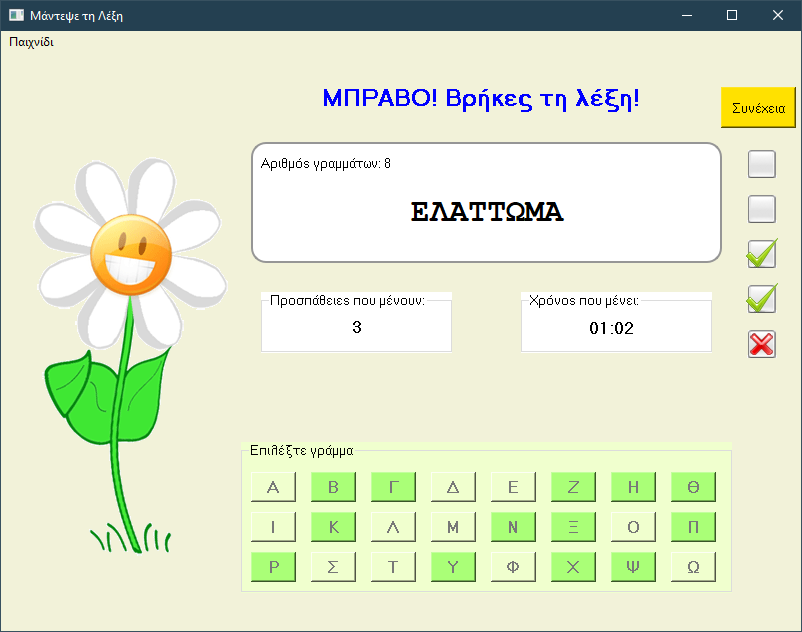 Μάντεψε τη Λέξη
Παιχνίδι
ΜΠΡΑΒΟ! Βρήκες τη λέξη!
Συνέχεια
Αριθμός γραμμάτων: 8
ΕΛΑΤΤΩΜΑ
Προσπάθειες που μένουν:
3
Χρόνος που μένει:
01:02
Επιλέξτε γράμμα
Α Β Γ Δ Ε Ζ Η Θ
Ι Κ Λ Μ Ν Ξ Ο Π
Ρ Σ Τ Υ Φ Χ Ψ Ω